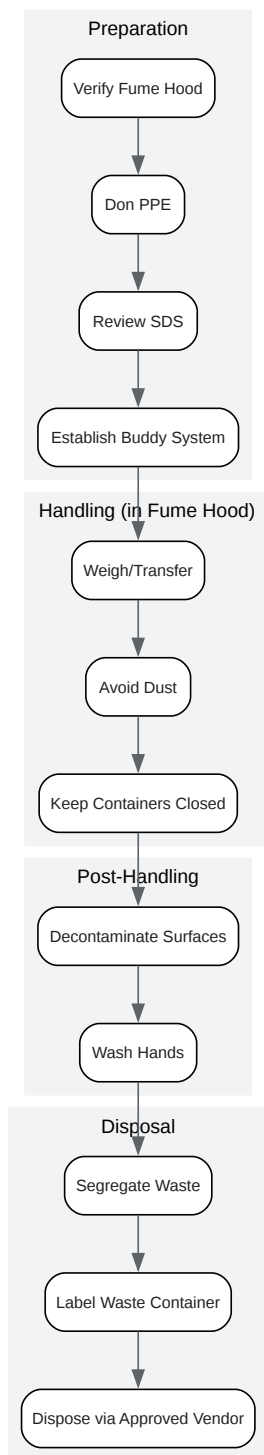 Preparation
Verify Fume Hood
Don PPE
Review SDS
Establish Buddy System
Handling (in Fume Hood)
Weigh/Transfer
Avoid Dust
Keep Containers Closed
Post-Handling
Decontaminate Surfaces
Wash Hands
Disposal
Segregate Waste
Label Waste Container
Dispose via Approved Vendor